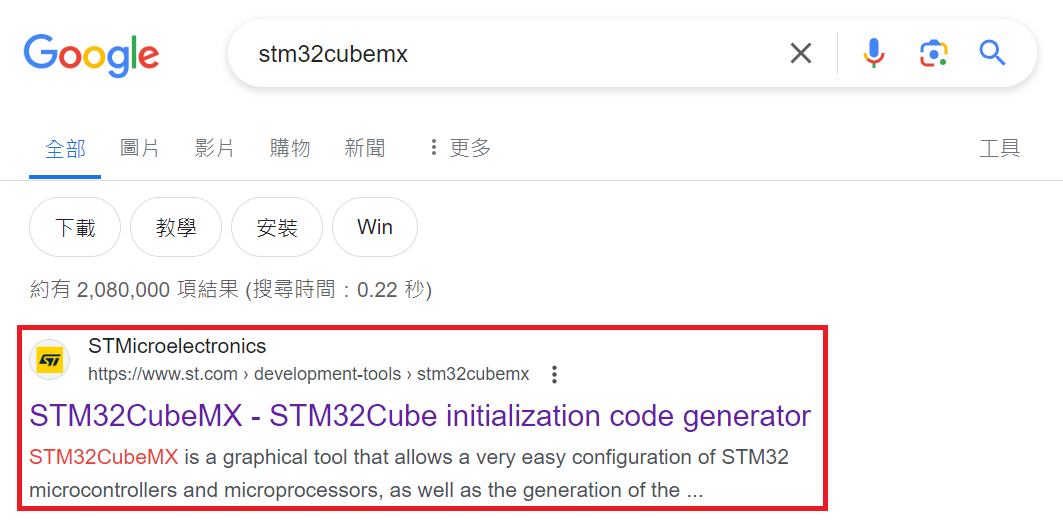 Google
stm32cubemx
全部 圖片 影片 購物 新聞 更多 工具
下載 教學 安裝 Win
約有 2,080,000 項結果 (搜尋時間：0.22 秒)
STMicroelectronics
https://www.st.com › development-tools › stm32cubemx
STM32CubeMX - STM32Cube initialization code generator
STM32CubeMX is a graphical tool that allows a very easy configuration of STM32
microcontrollers and microprocessors, as well as the generation of the ...